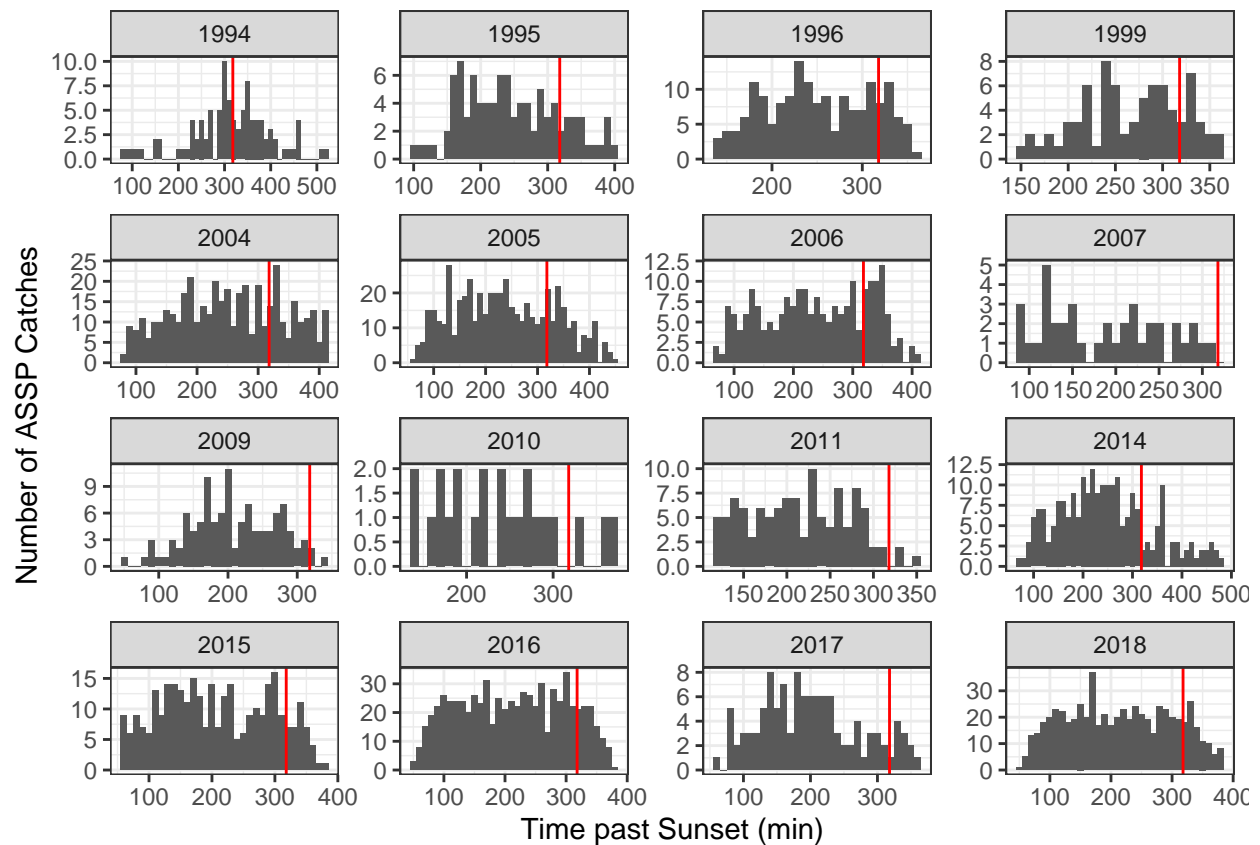 1994 1995 1996 1999
10.0 7.5 5.0 2.5 0.0
6 4 2 0
10 5 0
8 6 4 2 0
100 200 300 400 500
100 200 300 400
200 300
150 200 250 300 350
2004 2005 2006 2007
25 20 15 10 5 0
20 10 0
12.5 10.0 7.5 5.0 2.5 0.0
5 4 3 2 1 0
100 200 300 400
100 200 300 400
100 200 300 400
100 150 200 250 300
2009 2010 2011 2014
9 6 3 0
2.0 1.5 1.0 0.5 0.0
10.0 7.5 5.0 2.5 0.0
12.5 10.0 7.5 5.0 2.5 0.0
100 200 300
200 300
150 200 250 300 350
100 200 300 400 500
2015 2016 2017 2018
15 10 5 0
30 20 10 0
8 6 4 2 0
30 20 10 0
100 200 300 400
100 200 300 400
100 200 300
100 200 300 400
Number of ASSP Catches
Time past Sunset (min)